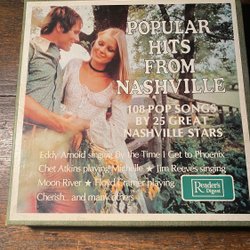 POPULAR
HITS
FROM
NASHVILLE
108 POP SONGS
BY 25 GREAT
NASHVILLE STARS
Eddy Arnold singing By the Time I Get to Phoenix
Chet Atkins playing Michelle ★ Jim Reeves singing
Moon River ★ Floyd Cramer playing
Cherish... and many others
Reader's
Digest